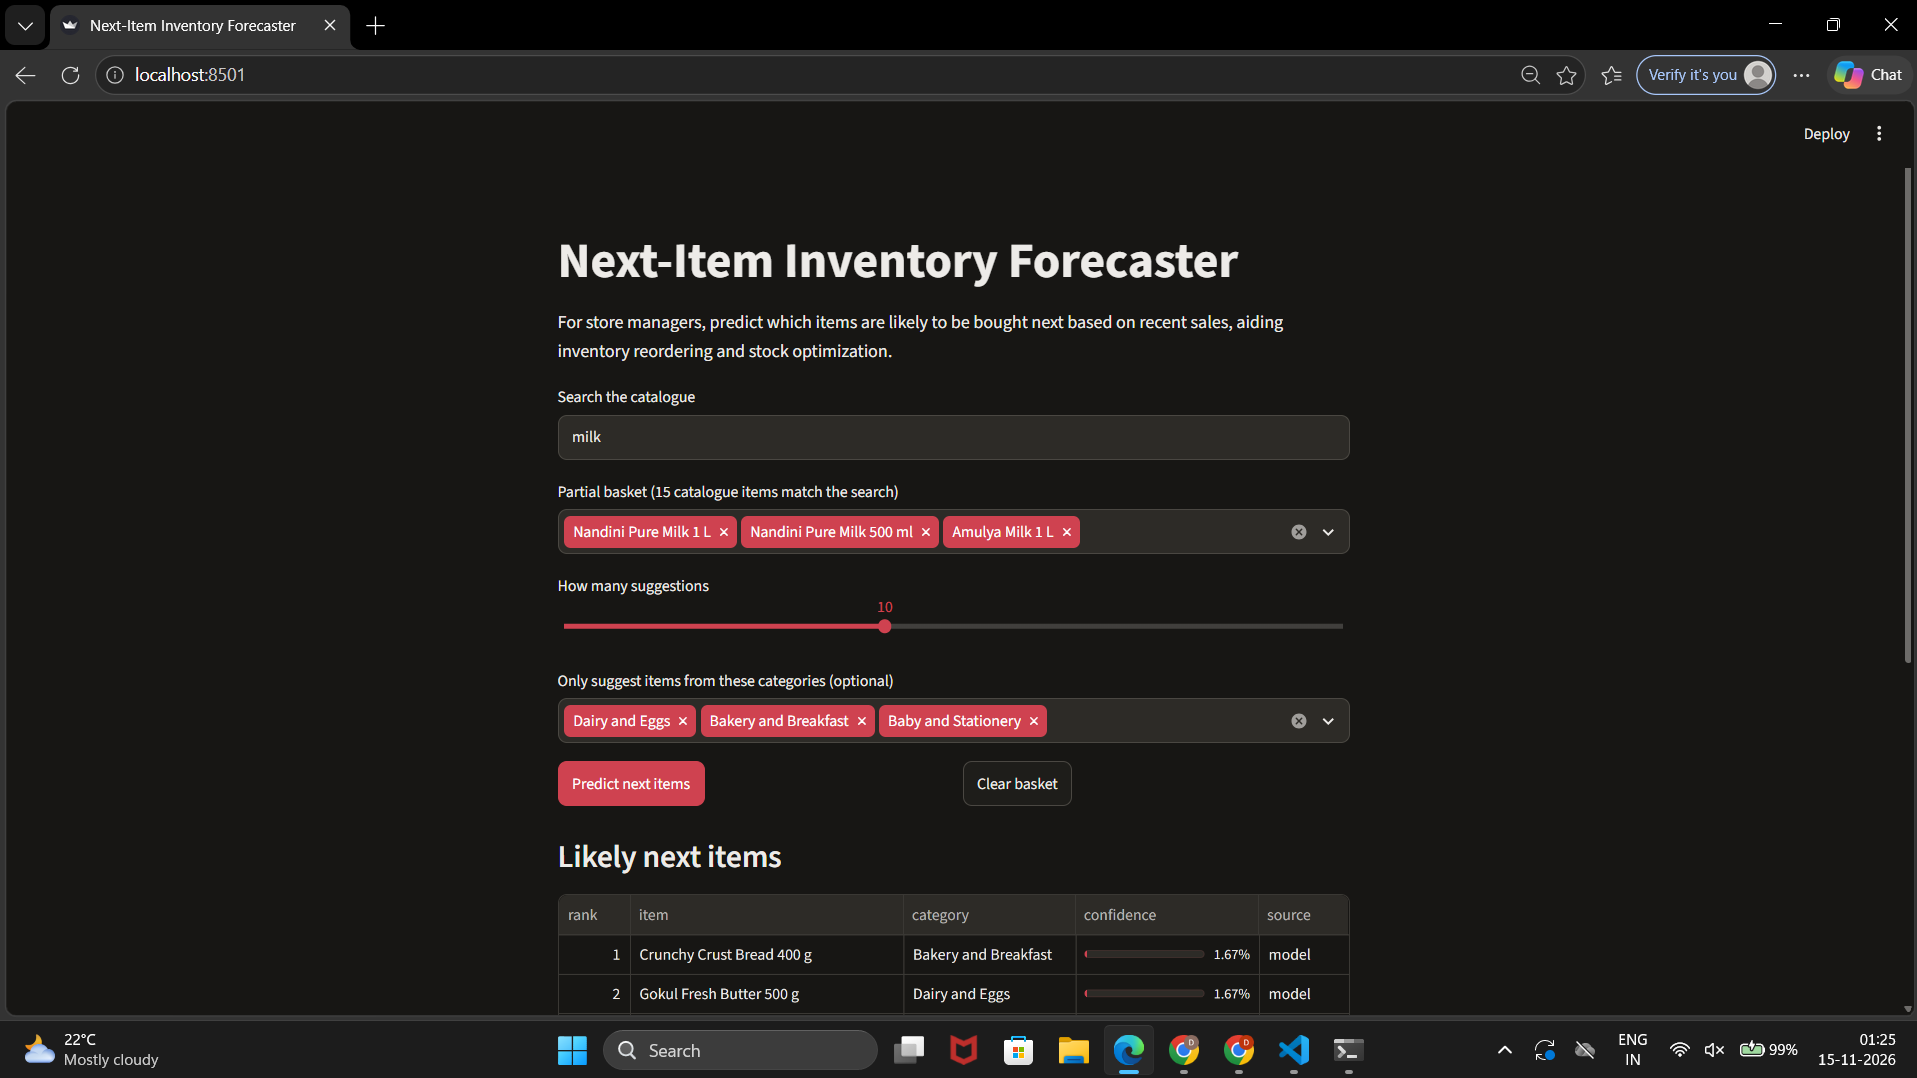 Next-Item Inventory Forecaster
localhost:8501
Verify it's you
Chat
Deploy
Next-Item Inventory Forecaster
For store managers, predict which items are likely to be bought next based on recent sales, aiding
inventory reordering and stock optimization.
Search the catalogue
milk
Partial basket (15 catalogue items match the search)
Nandini Pure Milk 1 L Nandini Pure Milk 500 ml Amulya Milk 1 L
How many suggestions
10
Only suggest items from these categories (optional)
Dairy and Eggs Bakery and Breakfast Baby and Stationery
Predict next items Clear basket
Likely next items
rank item category confidence source
1 Crunchy Crust Bread 400 g Bakery and Breakfast 1.67% model
2 Gokul Fresh Butter 500 g Dairy and Eggs 1.67% model
22°C
Mostly cloudy
Search
ENG
IN
99%
01:25
15-11-2026